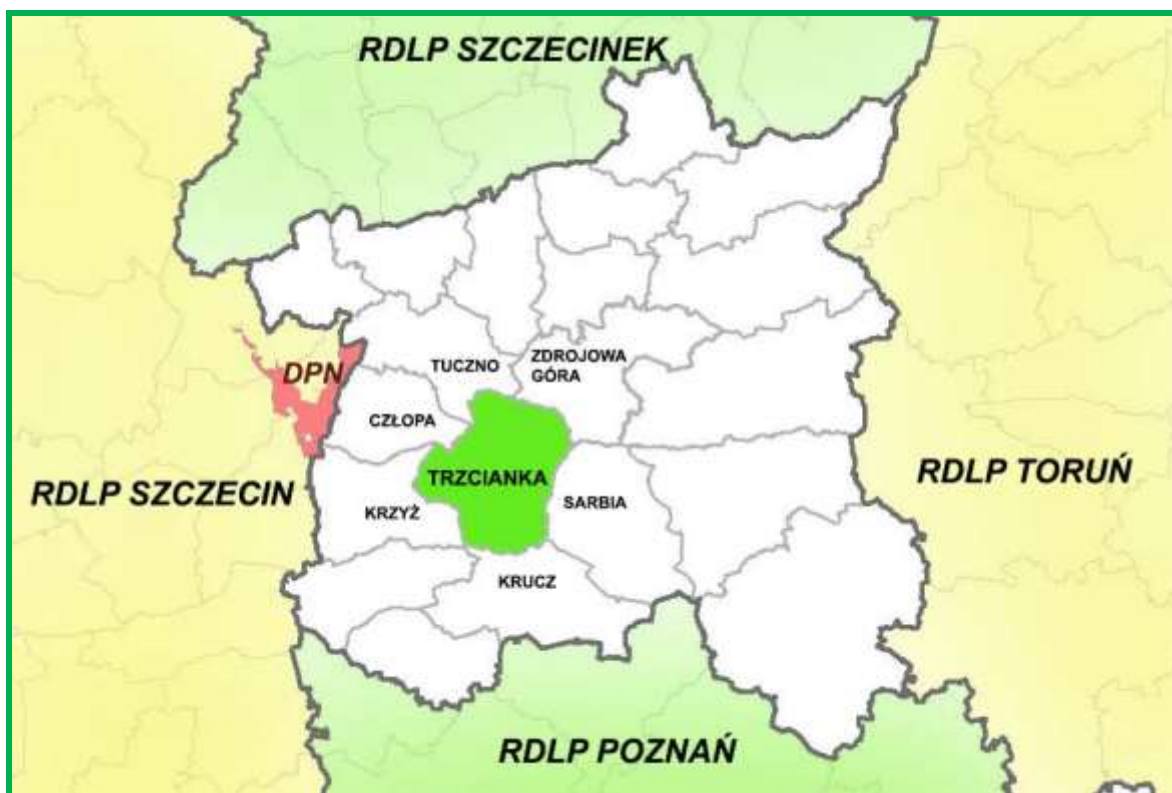 RDLP SZCZECINEK
DPN
TUCZNO
ZDROJOWA
GÓRA
CZŁOPA
TRZCIANKA
RDLP SZCZECIN
RDLP TORUŃ
KRZYŻ
SARBIA
KRUCZ
RDLP POZNAŃ